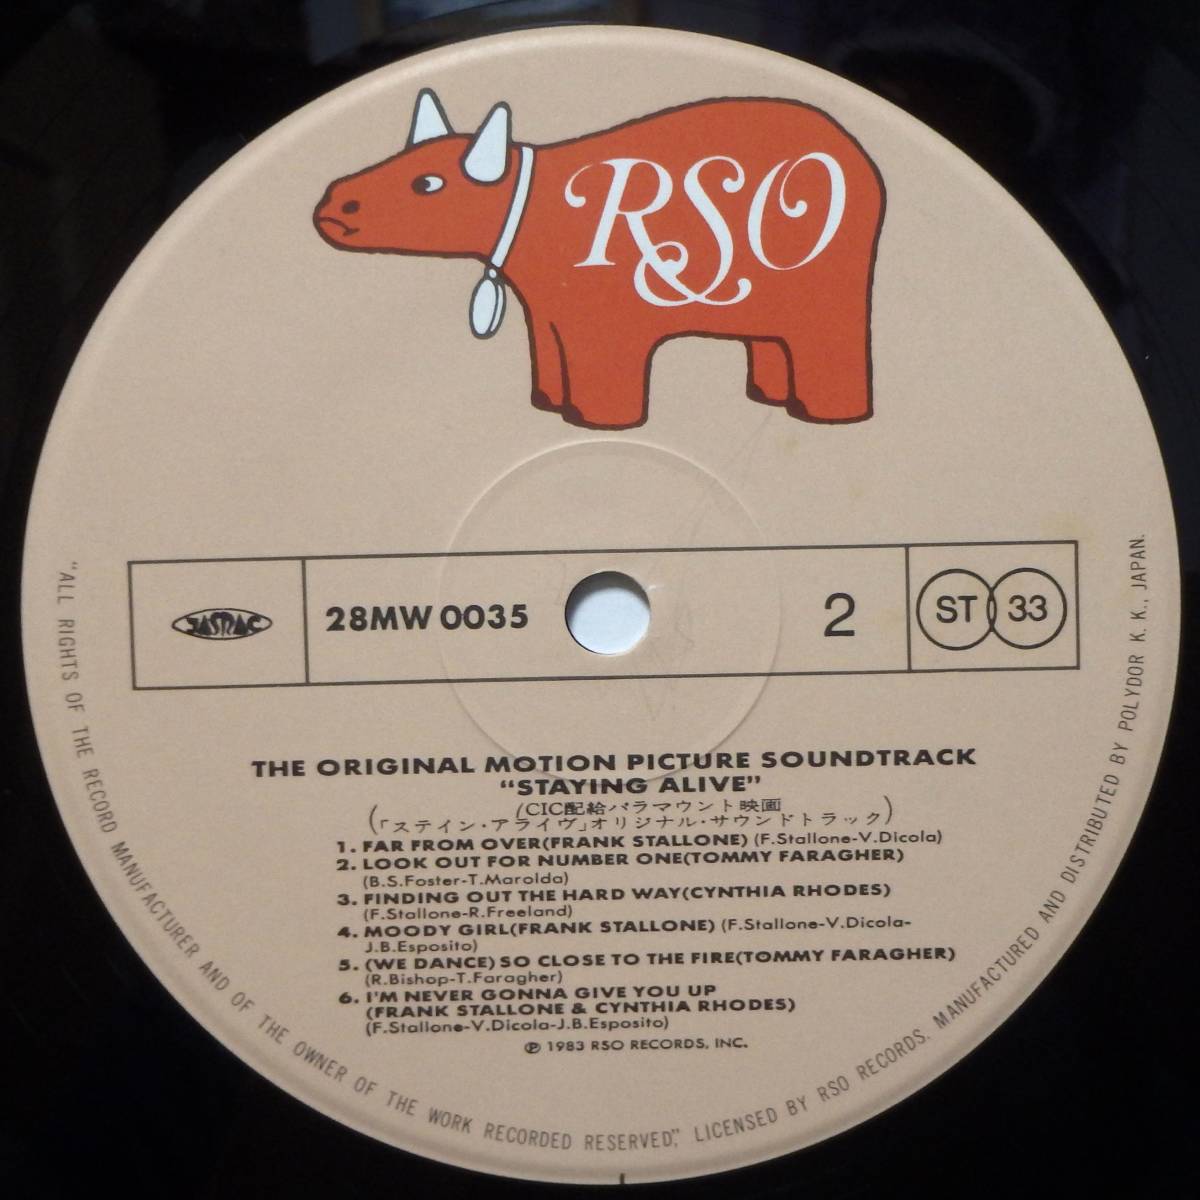 RSO
JASRAC
28MW 0035
2
ST 33
THE ORIGINAL MOTION PICTURE SOUNDTRACK
“STAYING ALIVE”
(CIC配給パラマウント映画
「ステイン・アライヴ」オリジナル・サウンドトラック)
1. FAR FROM OVER(FRANK STALLONE) (F.Stallone-V.Dicola)
2. LOOK OUT FOR NUMBER ONE(TOMMY FARAGHER)
(B.S.Foster-T.Marolda)
3. FINDING OUT THE HARD WAY(CYNTHIA RHODES)
(F.Stallone-R.Freeland)
4. MOODY GIRL(FRANK STALLONE) (F.Stallone-V.Dicola-
J.B.Esposito)
5. (WE DANCE) SO CLOSE TO THE FIRE(TOMMY FARAGHER)
(R.Bishop-T.Faragher)
6. I'M NEVER GONNA GIVE YOU UP
(FRANK STALLONE & CYNTHIA RHODES)
(F.Stallone-V.Dicola-J.B.Esposito)
℗ 1983 RSO RECORDS, INC.
“ALL RIGHTS OF THE RECORD MANUFACTURER AND OF THE OWNER OF THE WORK RECORDED RESERVED”, LICENSED BY RSO RECORDS. MANUFACTURED AND DISTRIBUTED BY POLYDOR K. K., JAPAN.